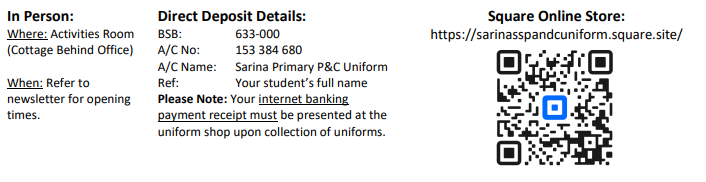 In Person:
Where: Activities Room
(Cottage Behind Office)
When: Refer to
newsletter for opening
times.
Direct Deposit Details:
BSB: 633-000
A/C No: 153 384 680
A/C Name: Sarina Primary P&C Uniform
Ref: Your student's full name
Please Note: Your internet banking
payment receipt must be presented at the
uniform shop upon collection of uniforms.
Square Online Store:
https://sarinasspandcuniform.square.site/